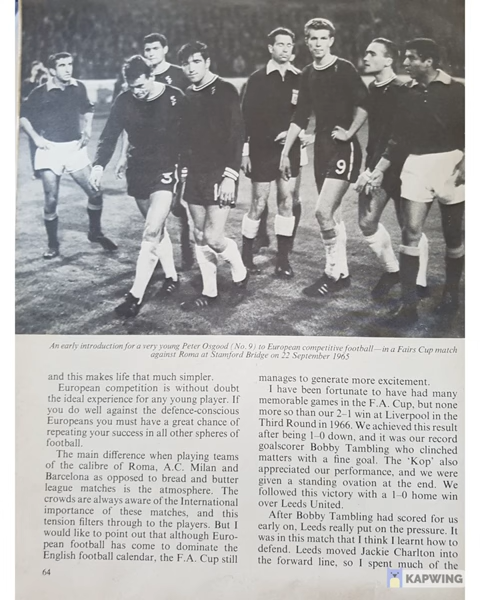 3
9
An early introduction for a very young Peter Osgood (No. 9) to European competitive football—in a Fairs Cup match
against Roma at Stamford Bridge on 22 September 1965
and this makes life that much simpler.
European competition is without doubt
the ideal experience for any young player. If
you do well against the defence-conscious
Europeans you must have a great chance of
repeating your success in all other spheres of
football.
The main difference when playing teams
of the calibre of Roma, A.C. Milan and
Barcelona as opposed to bread and butter
league matches is the atmosphere. The
crowds are always aware of the International
importance of these matches, and this
tension filters through to the players. But I
would like to point out that although Euro-
pean football has come to dominate the
English football calendar, the F.A. Cup still
64
manages to generate more excitement.
I have been fortunate to have had many
memorable games in the F.A. Cup, but none
more so than our 2–1 win at Liverpool in the
Third Round in 1966. We achieved this result
after being 1–0 down, and it was our record
goalscorer Bobby Tambling who clinched
matters with a fine goal. The 'Kop' also
appreciated our performance, and we were
given a standing ovation at the end. We
followed this victory with a 1–0 home win
over Leeds United.
After Bobby Tambling had scored for us
early on, Leeds really put on the pressure. It
was in this match that I think I learnt how to
defend. Leeds moved Jackie Charlton into
the forward line, so I spent much of the
KAPWING